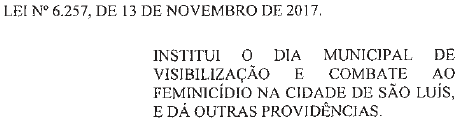 LEI Nº 6.257, DE 13 DE NOVEMBRO DE 2017.
INSTITUI O DIA MUNICIPAL DE
VISIBILIZAÇÃO E COMBATE AO
FEMINICÍDIO NA CIDADE DE SÃO LUÍS,
E DÁ OUTRAS PROVIDÊNCIAS.